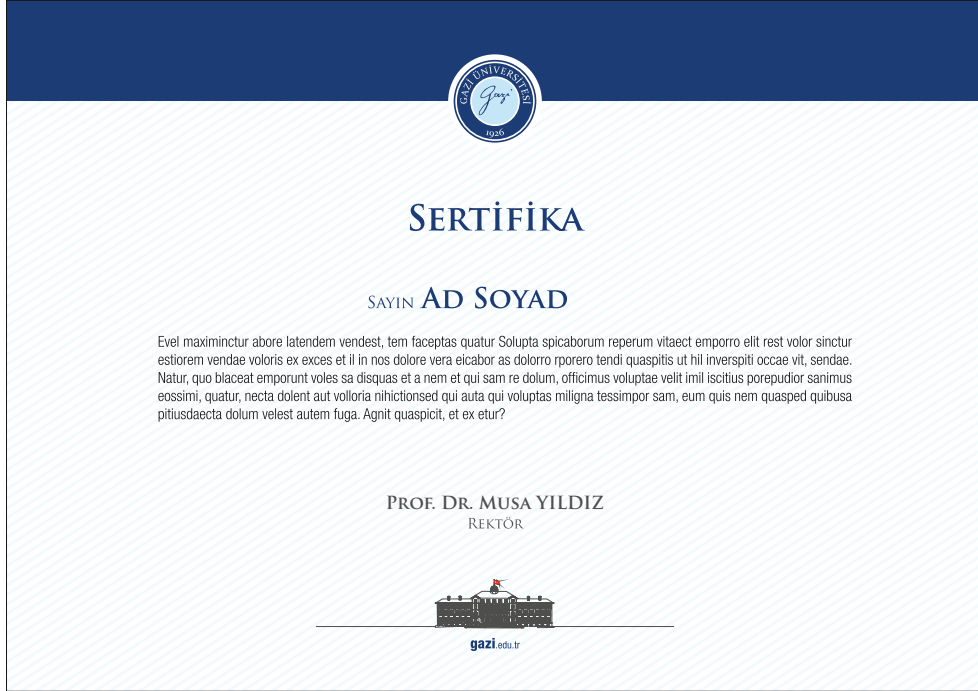 GAZİ ÜNİVERSİTESİ
gazi
1926
SERTİFİKA
SAYIN AD SOYAD
Evel maximinctur abore latendem vendest, tem faceptas quatur Solupta spicaborum reperum vitaect emporro elit rest volor sinctur
estiorem vendae voloris ex exces et il in nos dolore vera eicabor as dolorro rporero tendi quaspitis ut hil inverspiti occae vit, sendae.
Natur, quo blaceat emporunt voles sa disquas et a nem et qui sam re dolum, officimus voluptae velit imil iscitius porepudior sanimus
eossimi, quatur, necta dolent aut volloria nihictionsed qui auta qui voluptas miligna tessimpor sam, eum quis nem quasped quibusa
pitiusdaecta dolum velest autem fuga. Agnit quaspicit, et ex etur?
PROF. DR. MUSA YILDIZ
REKTÖR
gazi.edu.tr